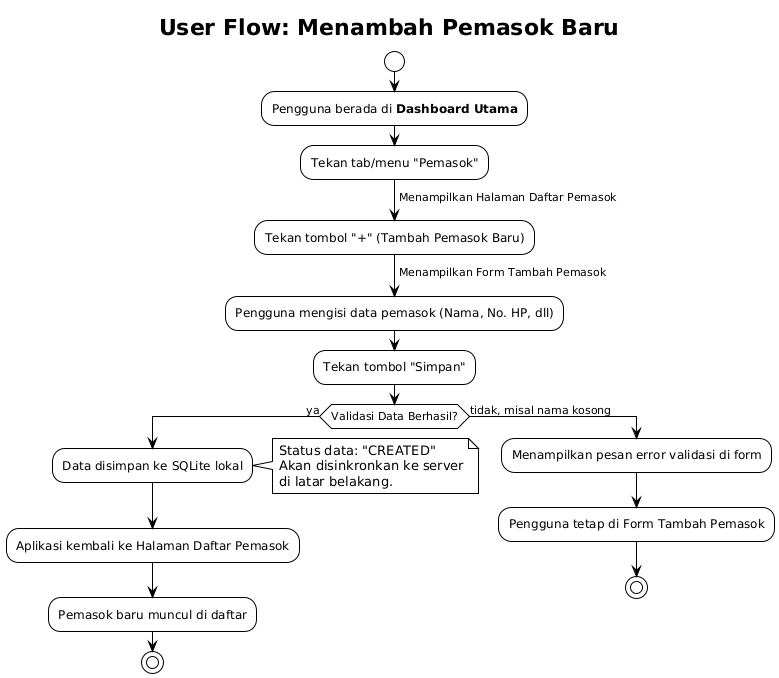 User Flow: Menambah Pemasok Baru
Pengguna berada di Dashboard Utama
Tekan tab/menu "Pemasok"
Menampilkan Halaman Daftar Pemasok
Tekan tombol "+" (Tambah Pemasok Baru)
Menampilkan Form Tambah Pemasok
Pengguna mengisi data pemasok (Nama, No. HP, dll)
Tekan tombol "Simpan"
ya
Validasi Data Berhasil?
tidak, misal nama kosong
Data disimpan ke SQLite lokal
Status data: "CREATED"
Akan disinkronkan ke server
di latar belakang.
Menampilkan pesan error validasi di form
Aplikasi kembali ke Halaman Daftar Pemasok
Pengguna tetap di Form Tambah Pemasok
Pemasok baru muncul di daftar